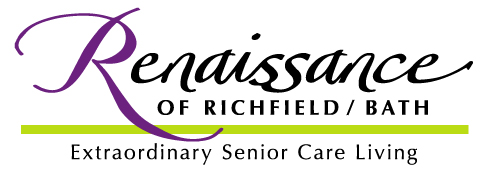 Renaissance
OF RICHFIELD / BATH
Extraordinary Senior Care Living